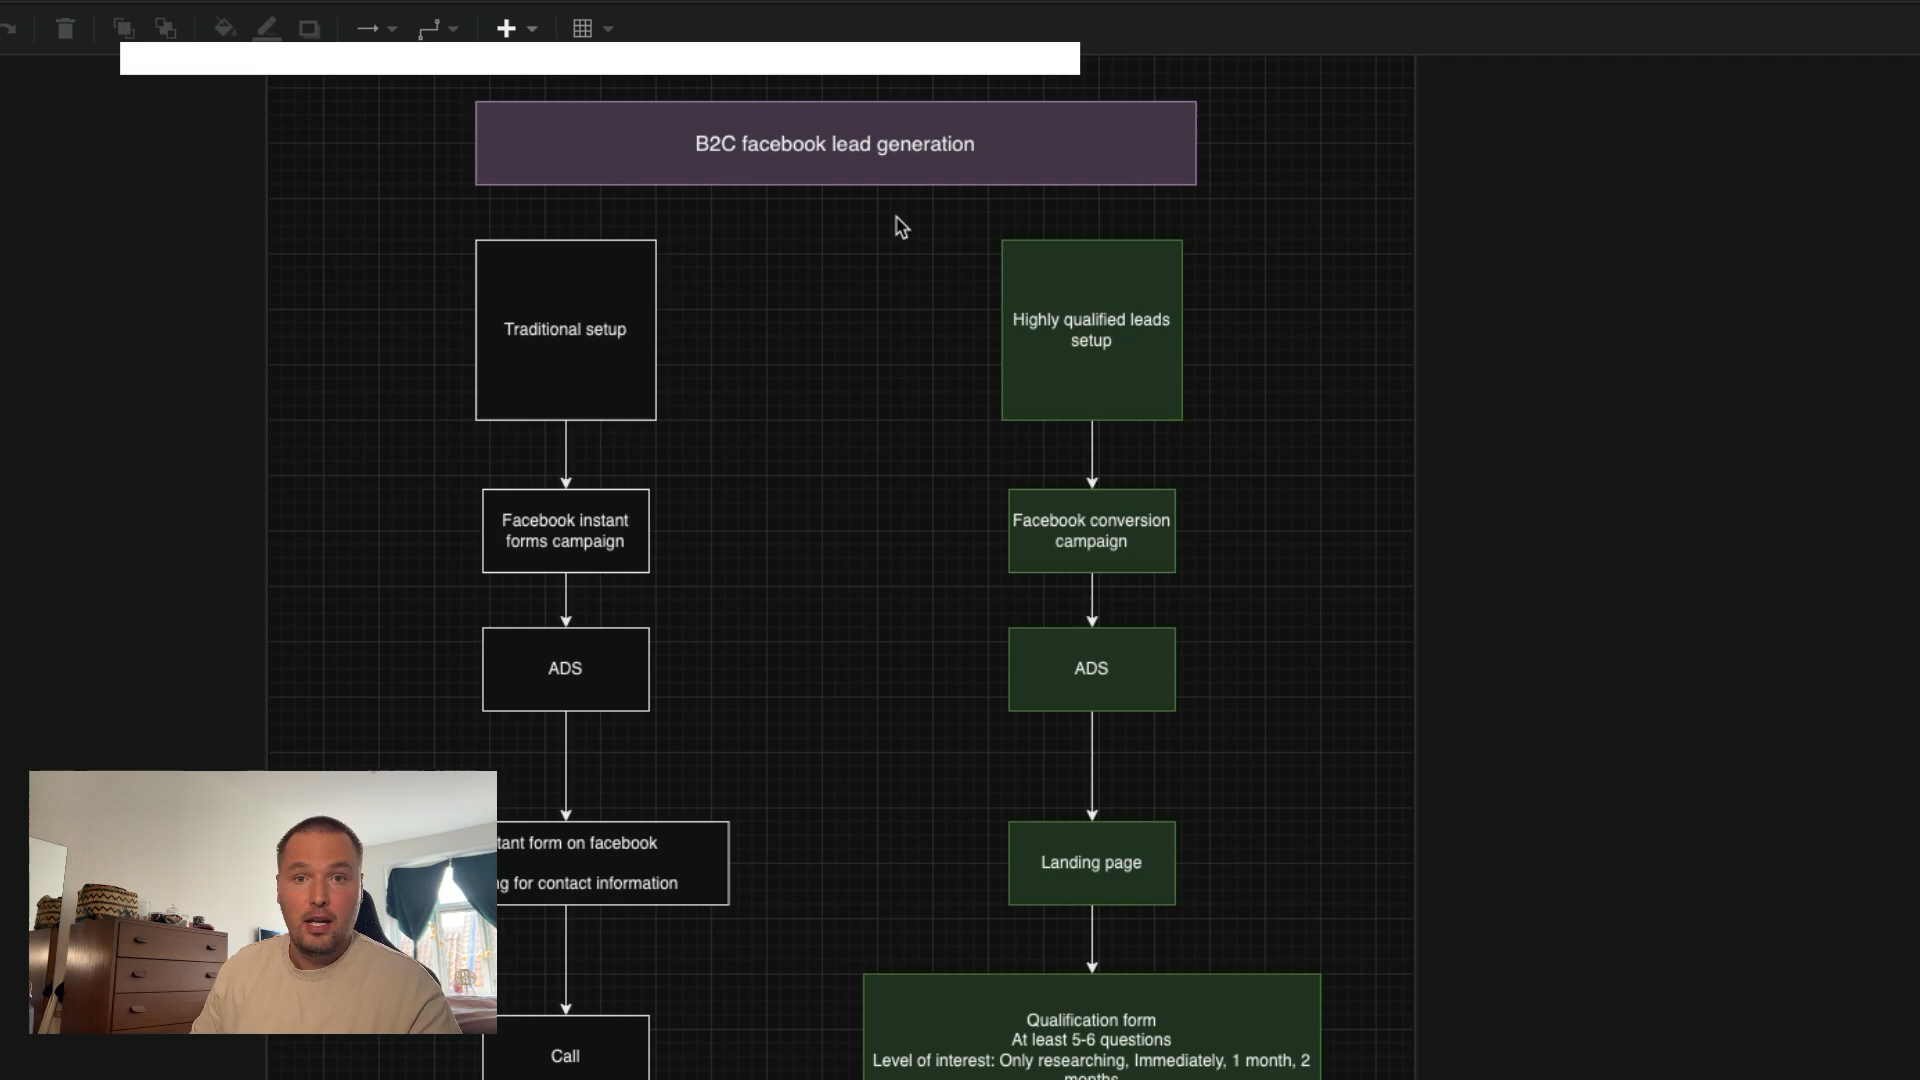 B2C facebook lead generation
Traditional setup
Highly qualified leads
setup
Facebook instant
forms campaign
Facebook conversion
campaign
ADS
ADS
form on facebook
for contact information
Landing page
Call
Qualification form
At least 5-6 questions
Level of interest: Only researching, Immediately, 1 month, 2
months